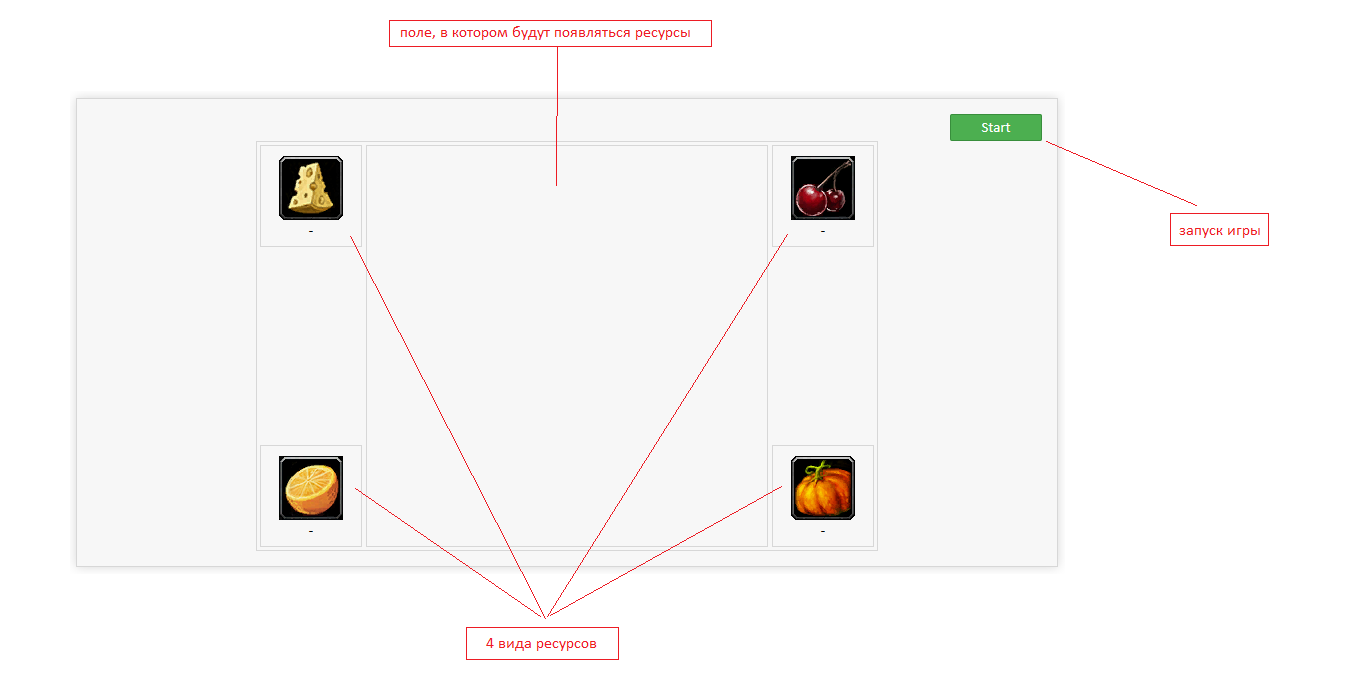 поле, в котором будут появляться ресурсы
Start
-
-
запуск игры
-
-
4 вида ресурсов